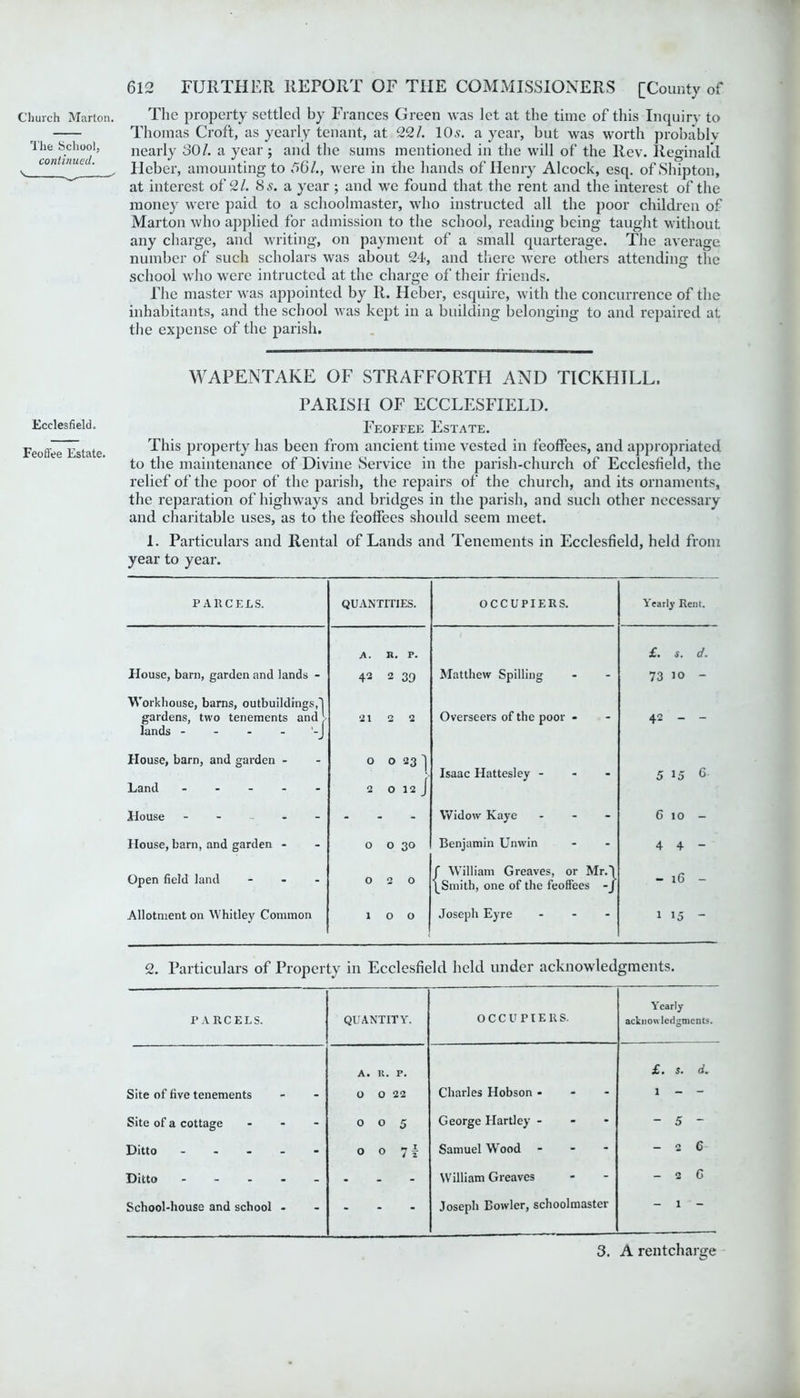 612 FURTHER REPORT OF THE COMMISSIONERS [County of
Church Marton.
The School,
continued.
The property settled by Frances Green was let at the time of this Inquiry to
Thomas Croft, as yearly tenant, at 22l. 10s. a year, but was worth probably
nearly 30l. a year; and the sums mentioned in the will of the Rev. Reginald
Heber, amounting to 56l., were in the hands of Henry Alcock, esq. of Shipton,
at interest of 2l. 8s. a year; and we found that the rent and the interest of the
money were paid to a schoolmaster, who instructed all the poor children of
Marton who applied for admission to the school, reading being taught without
any charge, and writing, on payment of a small quarterage. The average
number of such scholars was about 24, and there were others attending the
school who were intructed at the charge of their friends.
The master was appointed by R. Heber, esquire, with the concurrence of the
inhabitants, and the school was kept in a building belonging to and repaired at
the expense of the parish.
WAPENTAKE OF STRAFFORTH AND TICKHILL.
PARISH OF ECCLESFIELD.
Ecclesfield.
Feoffee Estate.
FEOFFEE ESTATE.
This property has been from ancient time vested in feoffees, and appropriated
to the maintenance of Divine Service in the parish-church of Ecclesfield, the
relief of the poor of the parish, the repairs of the church, and its ornaments,
the reparation of highways and bridges in the parish, and such other necessary
and charitable uses, as to the feoffees should seem meet.
1. Particulars and Rental of Lands and Tenements in Ecclesfield, held from
year to year.
PARCELS. QUANTITIES. OCCUPIERS. Yearly Rent.
A. R. P. £. s. d.
House, barn, garden and lands - 42 2 39 Matthew Spilling - - 73 10 -
Workhouse, barns, outbuildings,
gardens, two tenements and
lands - - - - - 21 2 2 Overseers of the poor - - 42 - -
House, barn, and garden - - 0 0 23
Land - - - - - 2 0 12 Isaac Hattesley - - - 5 15 6
House - - - - - - - - Widow Kaye - - - 6 10 -
House, barn, and garden - - 0 0 30 Benjamin Unwin - - 4 4 -
Open field land - - - 0 2 0 { William Greaves, or Mr. }
{ Smith, one of the feoffees - } - 16 -
Allotment on Whitley Common 1 0 0 Joseph Eyre - - - 1 15 -
2. Particulars of Property in Ecclesfield held under acknowledgments.
PARCELS. QUANTITY. OCCUPIERS. Yearly
acknowledgments.
A. R. P. £. s. d.
Site of five tenements - - 0 0 22 Charles Hobson - - - 1 - -
Site of a cottage - - - 0 0 5 George Hartley - - - - 5 -
Ditto - - - - - 0 0 7½ Samuel Wood - - - - 2 6
Ditto - - - - - - - - William Greaves - - - 2 6
School-house and school - - - - - Joseph Bowler, schoolmaster - 1 -
3. A rentcharge